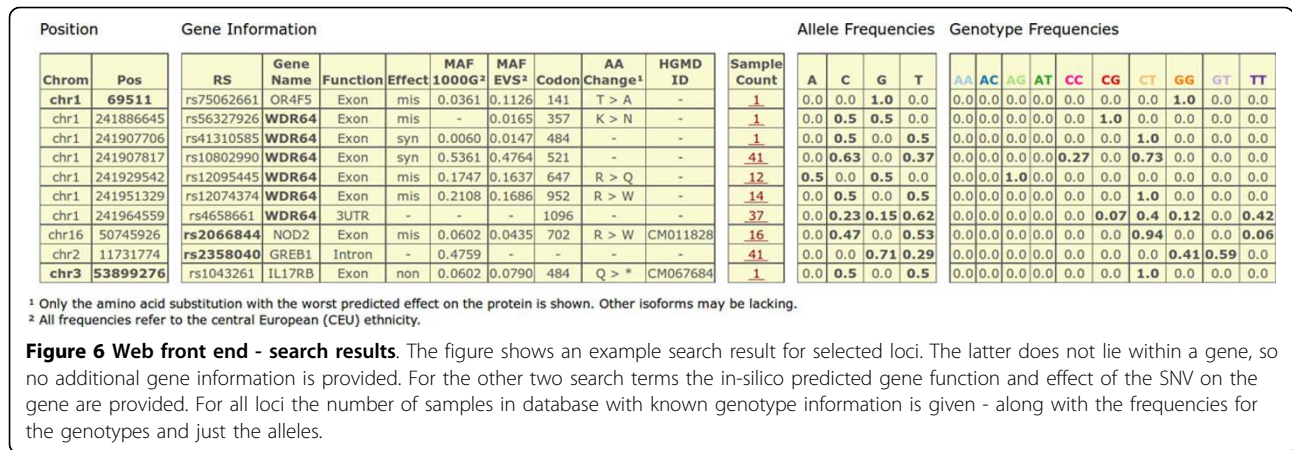 Position Gene Information Allele Frequencies Genotype Frequencies
Chrom Pos RS Gene Name Function Effect MAF 1000G² MAF EVS² Codon AA Change¹ HGMD ID Sample Count A C G T AA AC AG AT CC CG CT GG GT TT
chr1 69511 rs75062661 OR4F5 Exon mis 0.0361 0.1126 141 T > A - 1 0.0 0.0 1.0 0.0 0.0 0.0 0.0 0.0 0.0 0.0 0.0 1.0 0.0 0.0
chr1 241886645 rs56327926 WDR64 Exon mis - 0.0165 357 K > N - 1 0.0 0.5 0.5 0.0 0.0 0.0 0.0 0.0 0.0 1.0 0.0 0.0 0.0 0.0
chr1 241907706 rs41310585 WDR64 Exon syn 0.0060 0.0147 484 - - 1 0.0 0.5 0.0 0.5 0.0 0.0 0.0 0.0 0.0 0.0 1.0 0.0 0.0 0.0
chr1 241907817 rs10802990 WDR64 Exon syn 0.5361 0.4764 521 - - 41 0.0 0.63 0.0 0.37 0.0 0.0 0.0 0.0 0.27 0.0 0.73 0.0 0.0 0.0
chr1 241929542 rs12095445 WDR64 Exon mis 0.1747 0.1637 647 R > Q - 12 0.5 0.0 0.5 0.0 0.0 0.0 1.0 0.0 0.0 0.0 0.0 0.0 0.0 0.0
chr1 241951329 rs12074374 WDR64 Exon mis 0.2108 0.1686 952 R > W - 14 0.0 0.5 0.0 0.5 0.0 0.0 0.0 0.0 0.0 0.0 1.0 0.0 0.0 0.0
chr1 241964559 rs4658661 WDR64 3UTR - - - 1096 - - 37 0.0 0.23 0.15 0.62 0.0 0.0 0.0 0.0 0.0 0.07 0.4 0.12 0.0 0.42
chr16 50745926 rs2066844 NOD2 Exon mis 0.0602 0.0435 702 R > W CM011828 16 0.0 0.47 0.0 0.53 0.0 0.0 0.0 0.0 0.0 0.0 0.94 0.0 0.0 0.06
chr2 11731774 rs2358040 GREB1 Intron - 0.4759 - - - - 41 0.0 0.0 0.71 0.29 0.0 0.0 0.0 0.0 0.0 0.0 0.0 0.41 0.59 0.0
chr3 53899276 rs1043261 IL17RB Exon non 0.0602 0.0790 484 Q > * CM067684 1 0.0 0.5 0.0 0.5 0.0 0.0 0.0 0.0 0.0 0.0 1.0 0.0 0.0 0.0
¹ Only the amino acid substitution with the worst predicted effect on the protein is shown. Other isoforms may be lacking.
² All frequencies refer to the central European (CEU) ethnicity.
Figure 6 Web front end - search results. The figure shows an example search result for selected loci. The latter does not lie within a gene, so
no additional gene information is provided. For the other two search terms the in-silico predicted gene function and effect of the SNV on the
gene are provided. For all loci the number of samples in database with known genotype information is given - along with the frequencies for
the genotypes and just the alleles.